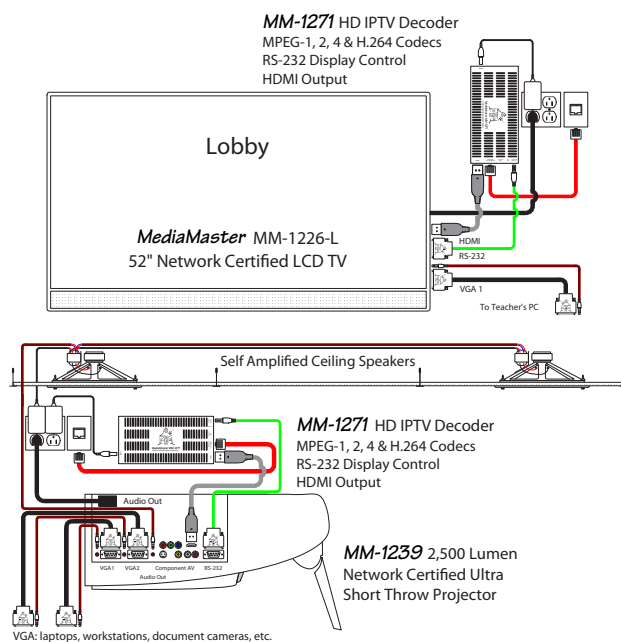 MM-1271 HD IPTV Decoder
MPEG-1, 2, 4 & H.264 Codecs
RS-232 Display Control
HDMI Output
Lobby
MediaMaster MM-1226-L
52" Network Certified LCD TV
HDMI
RS-232
VGA 1
To Teacher's PC
Self Amplified Ceiling Speakers
MM-1271 HD IPTV Decoder
MPEG-1, 2, 4 & H.264 Codecs
RS-232 Display Control
HDMI Output
Audio Out
VGA1 VGA2 Component AV RS-232
Audio Out
MM-1239 2,500 Lumen
Network Certified Ultra
Short Throw Projector
VGA: laptops, workstations, document cameras, etc.